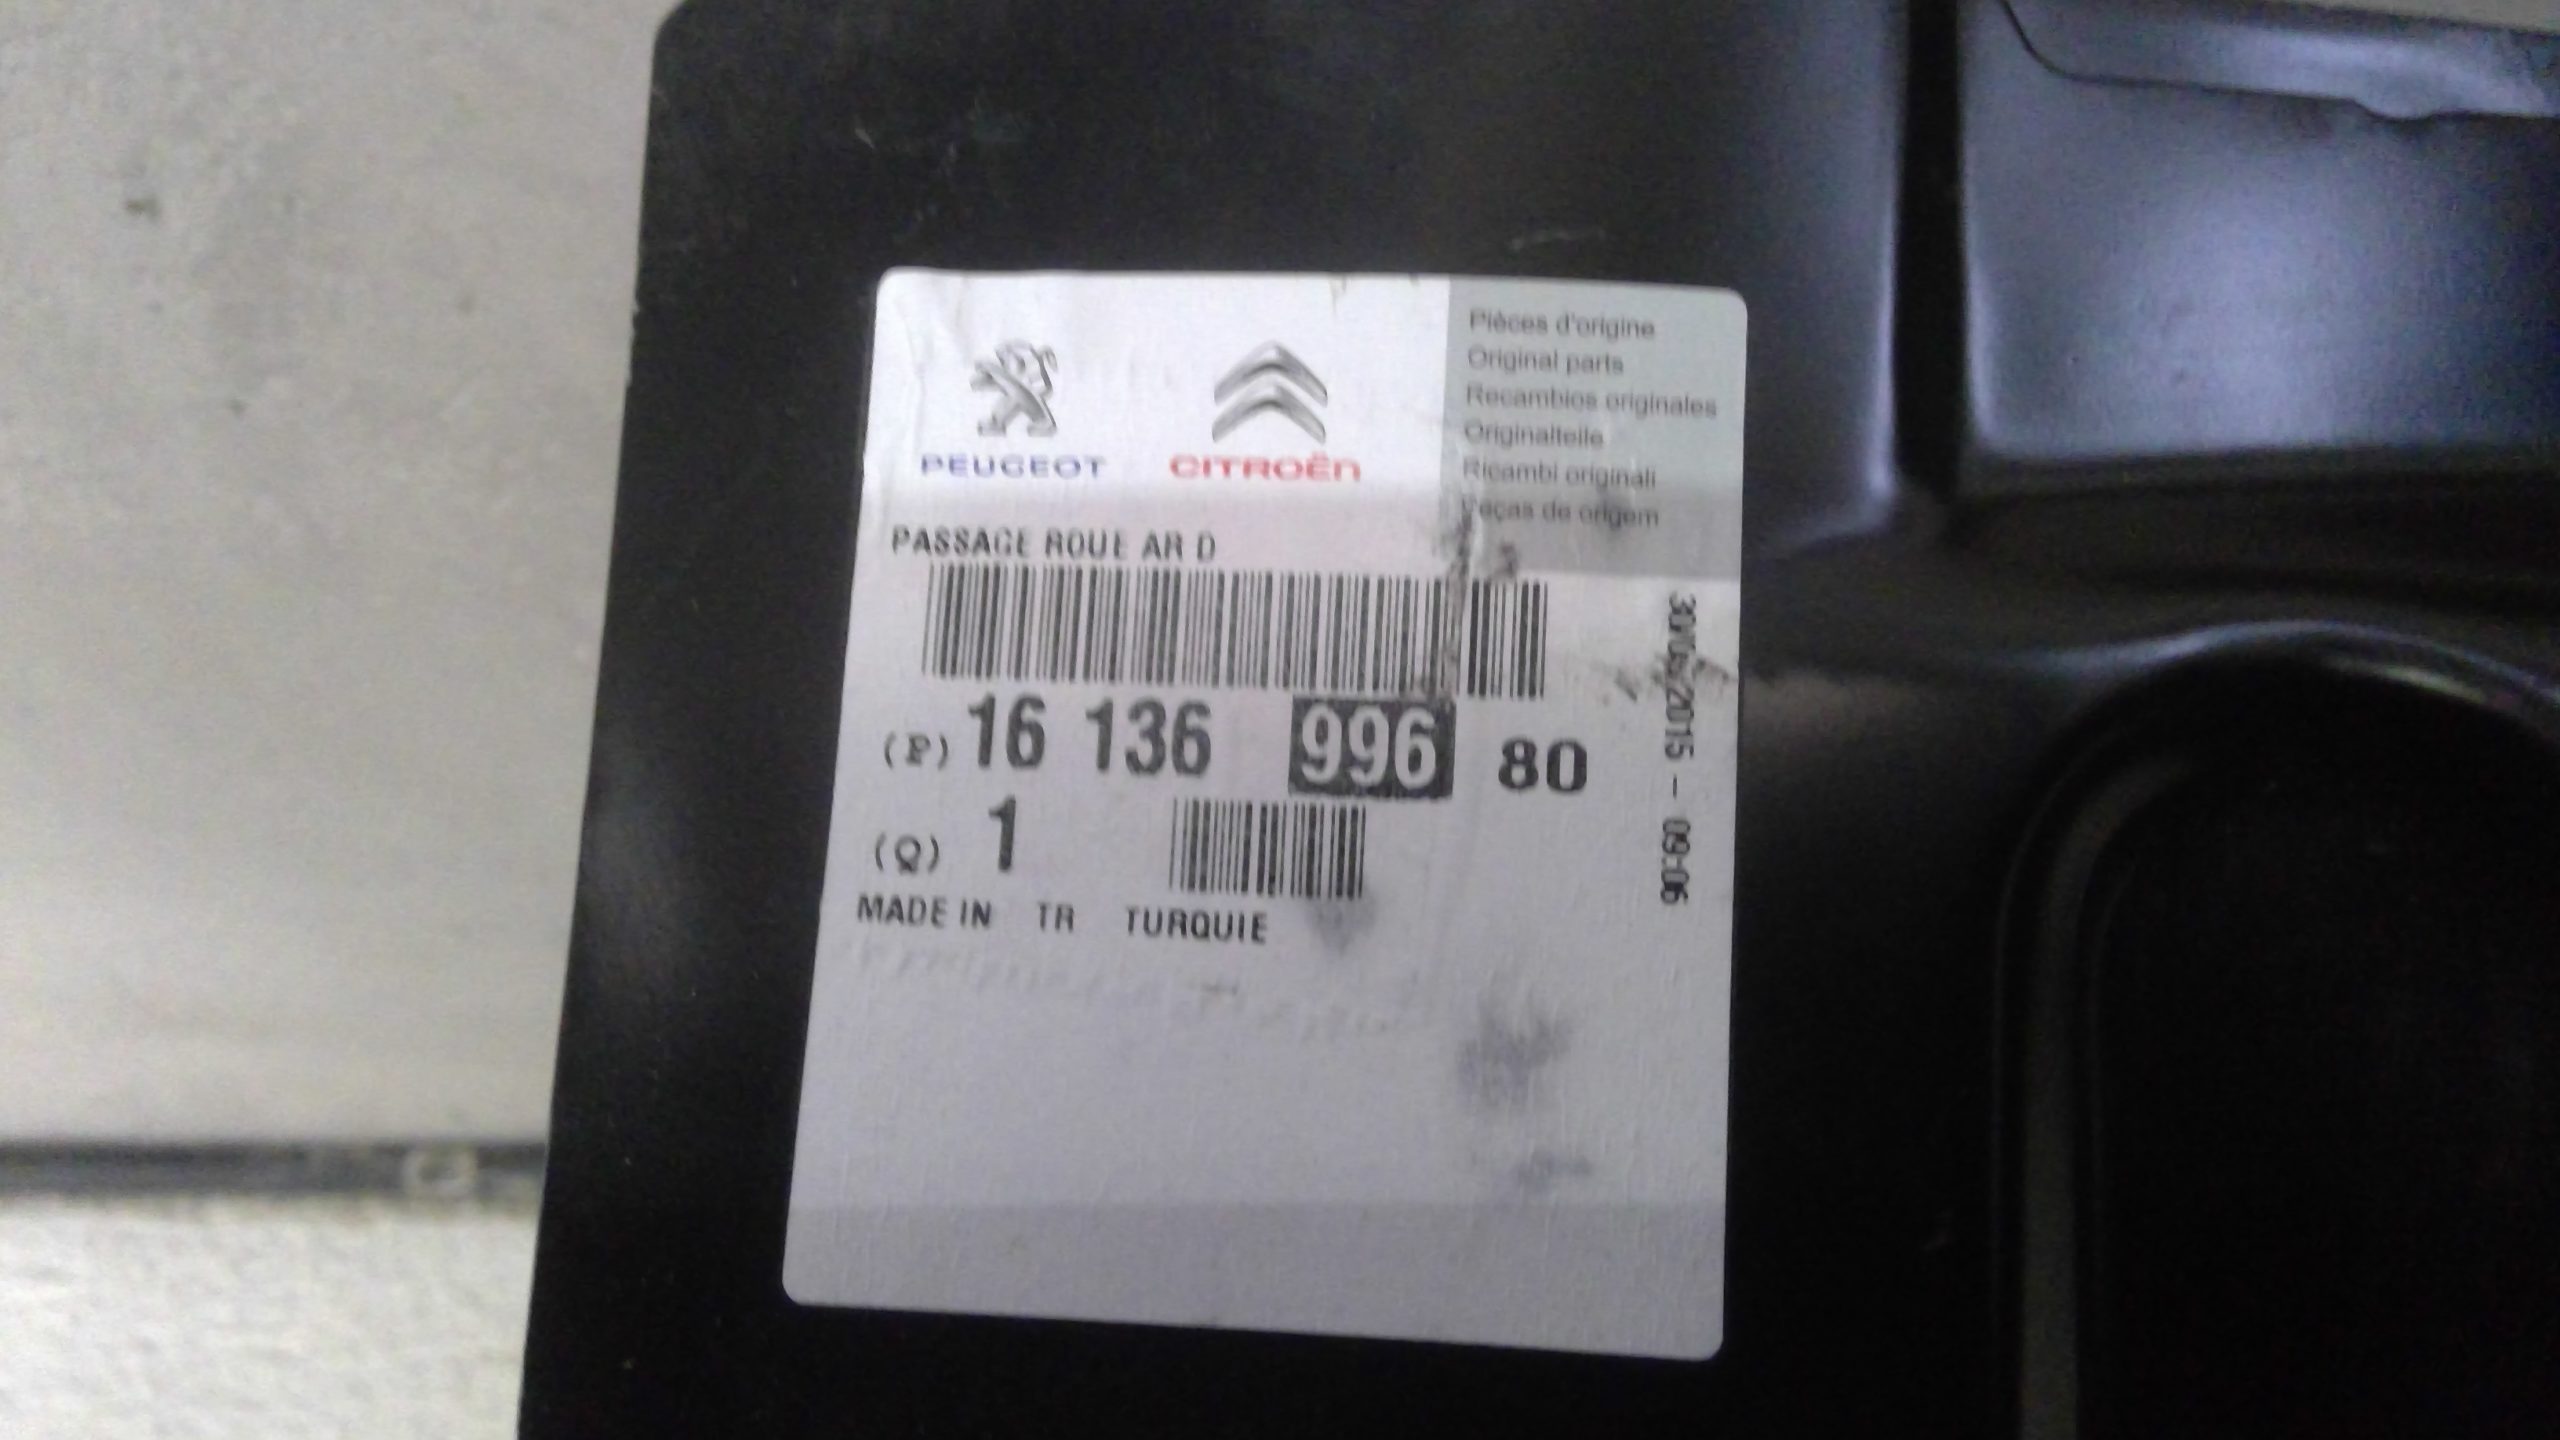 PEUGEOT
CITROËN
Pièces d'origine
Original parts
Recambios originales
Originalteile
Ricambi originali
Peças de origem
PASSAGE ROUE AR D
(P) 16 136 996 80
(Q) 1
MADE IN TR TURQUIE
- 09:06